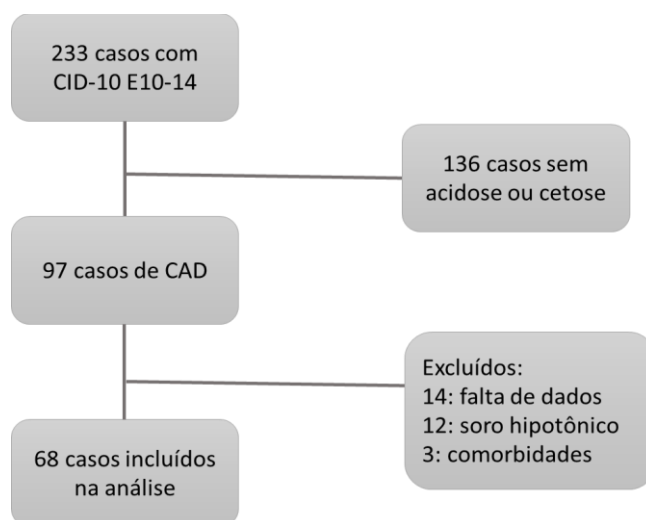 233 casos com
CID-10 E10-14
136 casos sem
acidose ou cetose
97 casos de CAD
Excluídos:
14: falta de dados
12: soro hipotônico
3: comorbidades
68 casos incluídos
na análise